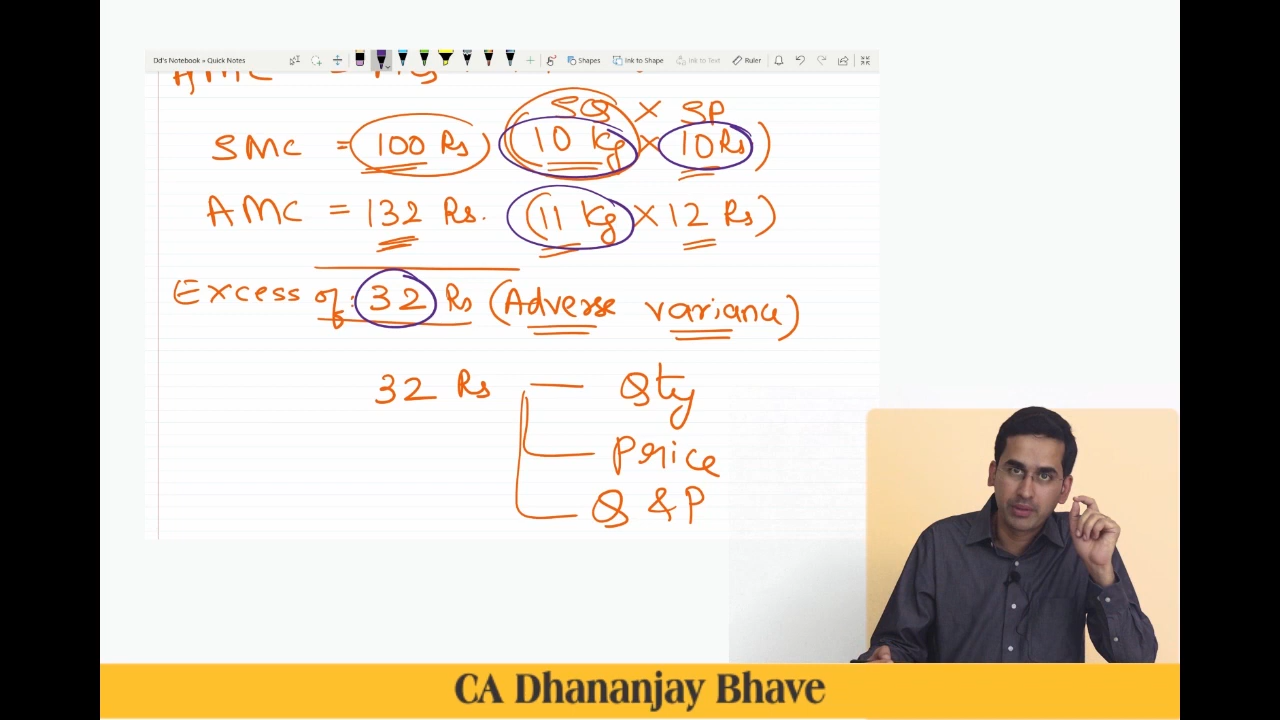 Dd's Notebook » Quick Notes Shapes Ink to Shape Ink to Text Ruler
AMC =
SQ × SP
SMC = 100 Rs (10 kg × 10 Rs)
AMC = 132 Rs. (11 kg × 12 Rs)
Excess of: 32 Rs (Adverse variance)
32 Rs — Qty
Price
Q & P
CA Dhananjay Bhave